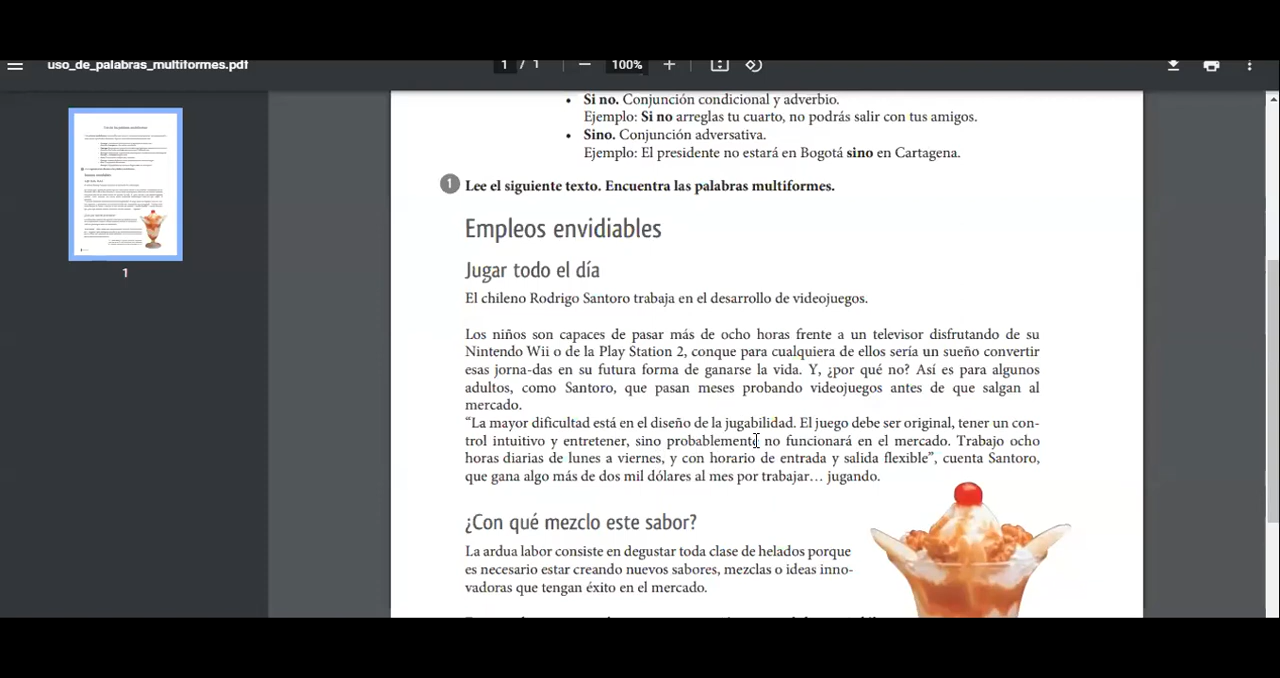 uso_de_palabras_multiformes.pdf
1 / 1
100%
1
• Si no. Conjunción condicional y adverbio.
Ejemplo: Si no arreglas tu cuarto, no podrás salir con tus amigos.
• Sino. Conjunción adversativa.
Ejemplo: El presidente no estará en Bogotá sino en Cartagena.
1 Lee el siguiente texto. Encuentra las palabras multiformes.
Empleos envidiables
Jugar todo el día
El chileno Rodrigo Santoro trabaja en el desarrollo de videojuegos.
Los niños son capaces de pasar más de ocho horas frente a un televisor disfrutando de su
Nintendo Wii o de la Play Station 2, conque para cualquiera de ellos sería un sueño convertir
esas jorna-das en su futura forma de ganarse la vida. Y, ¿por qué no? Así es para algunos
adultos, como Santoro, que pasan meses probando videojuegos antes de que salgan al
mercado.
“La mayor dificultad está en el diseño de la jugabilidad. El juego debe ser original, tener un con-
trol intuitivo y entretener, sino probablemente no funcionará en el mercado. Trabajo ocho
horas diarias de lunes a viernes, y con horario de entrada y salida flexible”, cuenta Santoro,
que gana algo más de dos mil dólares al mes por trabajar… jugando.
¿Con qué mezclo este sabor?
La ardua labor consiste en degustar toda clase de helados porque
es necesario estar creando nuevos sabores, mezclas o ideas inno-
vadoras que tengan éxito en el mercado.